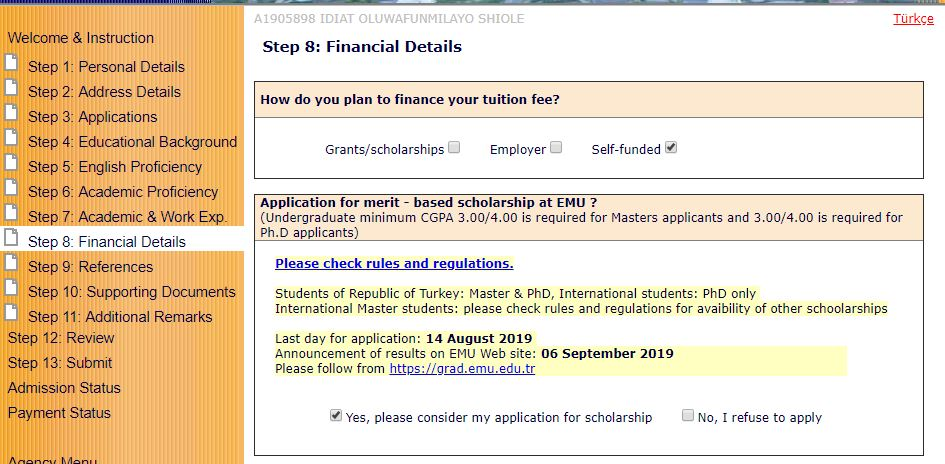 A1905898 IDIAT OLUWAFUNMILAYO SHIOLE
Türkçe
Welcome & Instruction
Step 1: Personal Details
Step 2: Address Details
Step 3: Applications
Step 4: Educational Background
Step 5: English Proficiency
Step 6: Academic Proficiency
Step 7: Academic & Work Exp.
Step 8: Financial Details
Step 9: References
Step 10: Supporting Documents
Step 11: Additional Remarks
Step 12: Review
Step 13: Submit
Admission Status
Payment Status
Agency Menu
Step 8: Financial Details
How do you plan to finance your tuition fee?
Grants/scholarships Employer Self-funded
Application for merit - based scholarship at EMU ?
(Undergraduate minimum CGPA 3.00/4.00 is required for Masters applicants and 3.00/4.00 is required for
Ph.D applicants)
Please check rules and regulations.
Students of Republic of Turkey: Master & PhD, International students: PhD only
International Master students: please check rules and regulations for avaibility of other schoolarships
Last day for application: 14 August 2019
Announcement of results on EMU Web site: 06 September 2019
Please follow from https://grad.emu.edu.tr
Yes, please consider my application for scholarship No, I refuse to apply